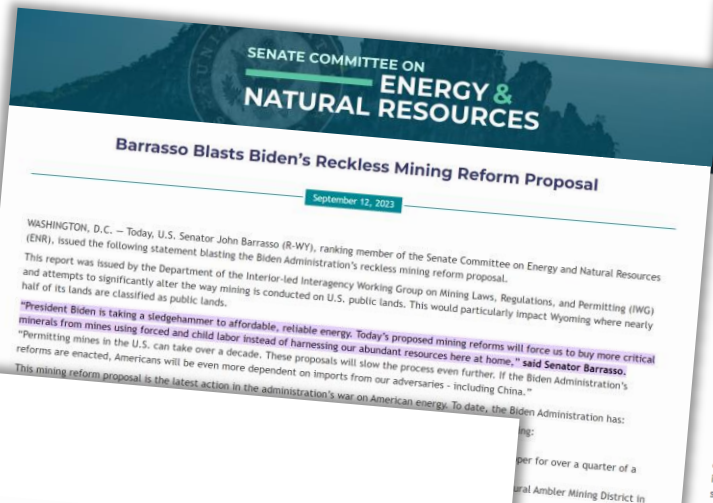 SENATE COMMITTEE ON
ENERGY &
NATURAL RESOURCES
Barrasso Blasts Biden's Reckless Mining Reform Proposal
September 12, 2023
WASHINGTON, D.C. — Today, U.S. Senator John Barrasso (R-WY), ranking member of the Senate Committee on Energy and Natural Resources
(ENR), issued the following statement blasting the Biden Administration's reckless mining reform proposal.
This report was issued by the Department of the Interior-led Interagency Working Group on Mining Laws, Regulations, and Permitting (IWG)
and attempts to significantly alter the way mining is conducted on U.S. public lands. This would particularly impact Wyoming where nearly
half of its lands are classified as public lands.
"President Biden is taking a sledgehammer to affordable, reliable energy. Today's proposed mining reforms will force us to buy more critical
minerals from mines using forced and child labor instead of harnessing our abundant resources here at home," said Senator Barrasso.
"Permitting mines in the U.S. can take over a decade. These proposals will slow the process even further. If the Biden Administration's
reforms are enacted, Americans will be even more dependent on imports from our adversaries – including China."
This mining reform proposal is the latest action in the administration's war on American energy. To date, the Biden Administration has:
ing:
per for over a quarter of a
ural Ambler Mining District in